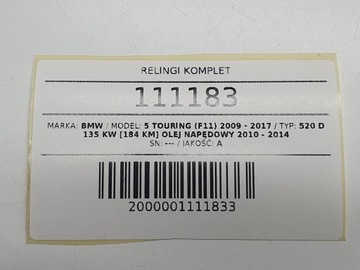 RELINGI KOMPLET
111183
MARKA: BMW / MODEL: 5 TOURING (F11) 2009 - 2017 / TYP: 520 D
135 KW [184 KM] OLEJ NAPĘDOWY 2010 - 2014
SN: --- / JAKOŚĆ: A
2000001111833